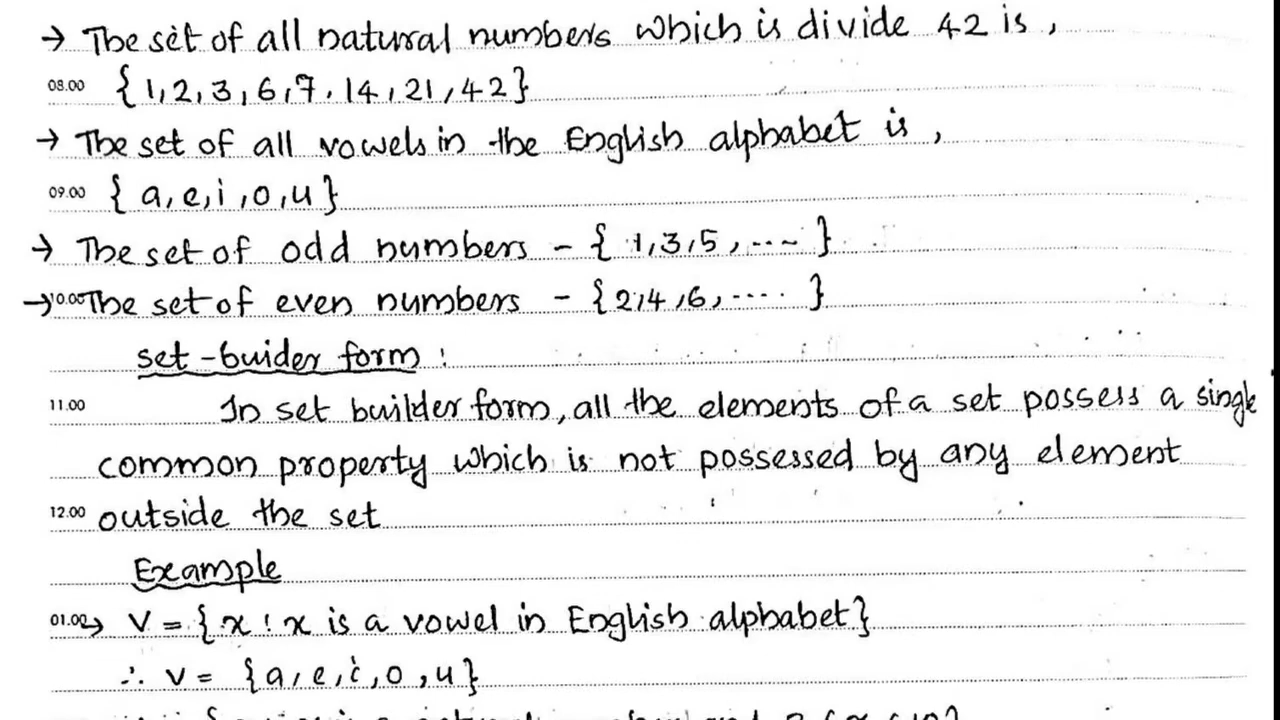 → The set of all natural numbers which is divide 42 is,
08.00 {1,2,3,6,7,14,21,42}
→ The set of all vowels in the English alphabet is,
09.00 {a,e,i,o,u}
→ The set of odd numbers - {1,3,5,---}
→ 10.00 The set of even numbers - {2,4,6,....}
set-buider form:
11.00 In set builder form, all the elements of a set possess a single
common property which is not possessed by any element
12.00 outside the set
Example
01.00 → V = {x : x is a vowel in English alphabet}
∴ V = {a,e,i,o,u}